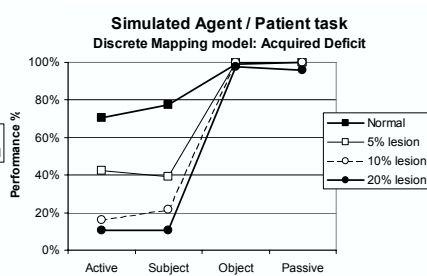 Simulated Agent / Patient task
Discrete Mapping model: Acquired Deficit
100%
80%
60%
40%
20%
0%
Performance %
Active Subject Object Passive
Normal
5% lesion
10% lesion
20% lesion